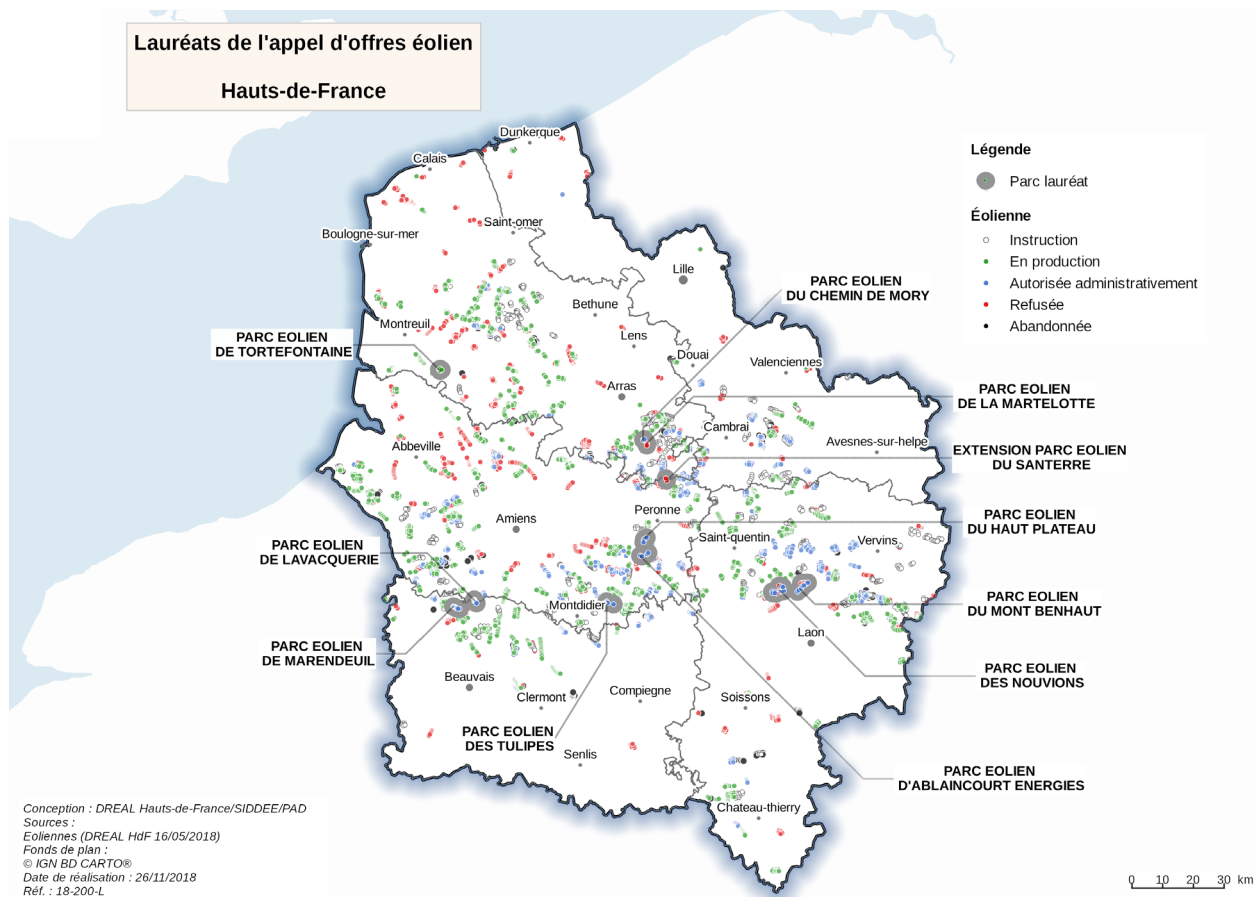 Lauréats de l'appel d'offres éolien
Hauts-de-France
Dunkerque
Calais
Saint-omer
Boulogne-sur-mer
Lille
Bethune
Montreuil
Lens
Douai
Valenciennes
Arras
Cambrai
Avesnes-sur-helpe
Abbeville
Amiens
Peronne
Saint-quentin
Vervins
Montdidier
Laon
Beauvais
Clermont
Compiegne
Soissons
Senlis
Chateau-thierry
PARC EOLIEN
DU CHEMIN DE MORY
PARC EOLIEN
DE TORTEFONTAINE
PARC EOLIEN
DE LA MARTELOTTE
EXTENSION PARC EOLIEN
DU SANTERRE
PARC EOLIEN
DU HAUT PLATEAU
PARC EOLIEN
DE LAVACQUERIE
PARC EOLIEN
DU MONT BENHAUT
PARC EOLIEN
DE MARENDEUIL
PARC EOLIEN
DES NOUVIONS
PARC EOLIEN
DES TULIPES
PARC EOLIEN
D'ABLAINCOURT ENERGIES
Légende
Parc lauréat
Éolienne
Instruction
En production
Autorisée administrativement
Refusée
Abandonnée
Conception : DREAL Hauts-de-France/SIDDEE/PAD
Sources :
Eoliennes (DREAL HdF 16/05/2018)
Fonds de plan :
© IGN BD CARTO®
Date de réalisation : 26/11/2018
Réf. : 18-200-L
0 10 20 30 km